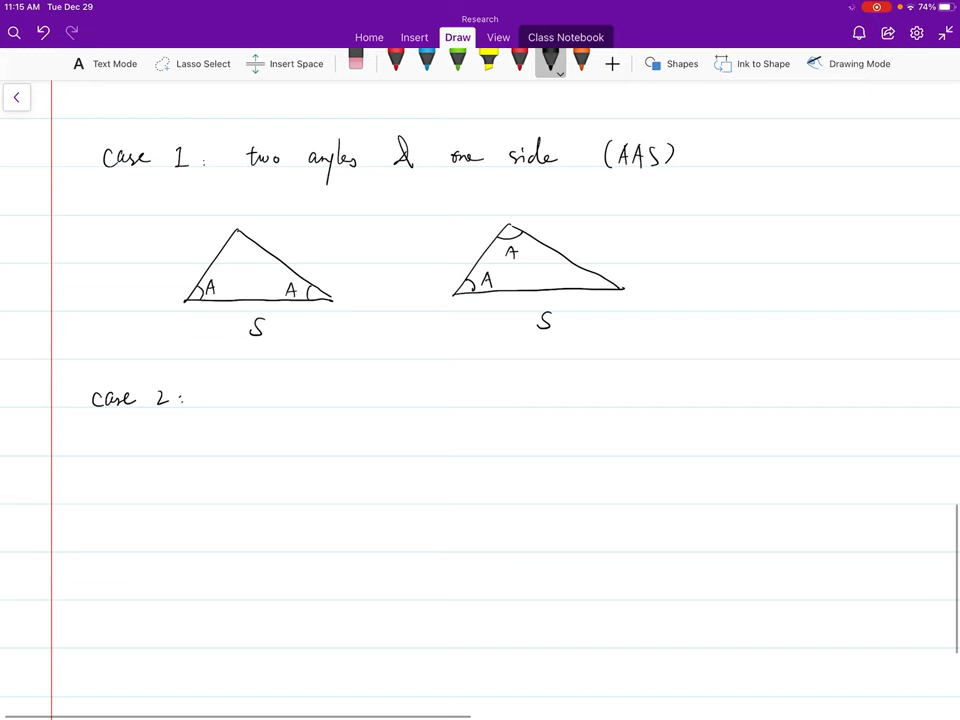 11:15 AM Tue Dec 29
74%
Research
Home Insert Draw View Class Notebook
Text Mode Lasso Select Insert Space Shapes Ink to Shape Drawing Mode
case 1: two angles & one side (AAS)
A A
S
A
A
S
case 2: